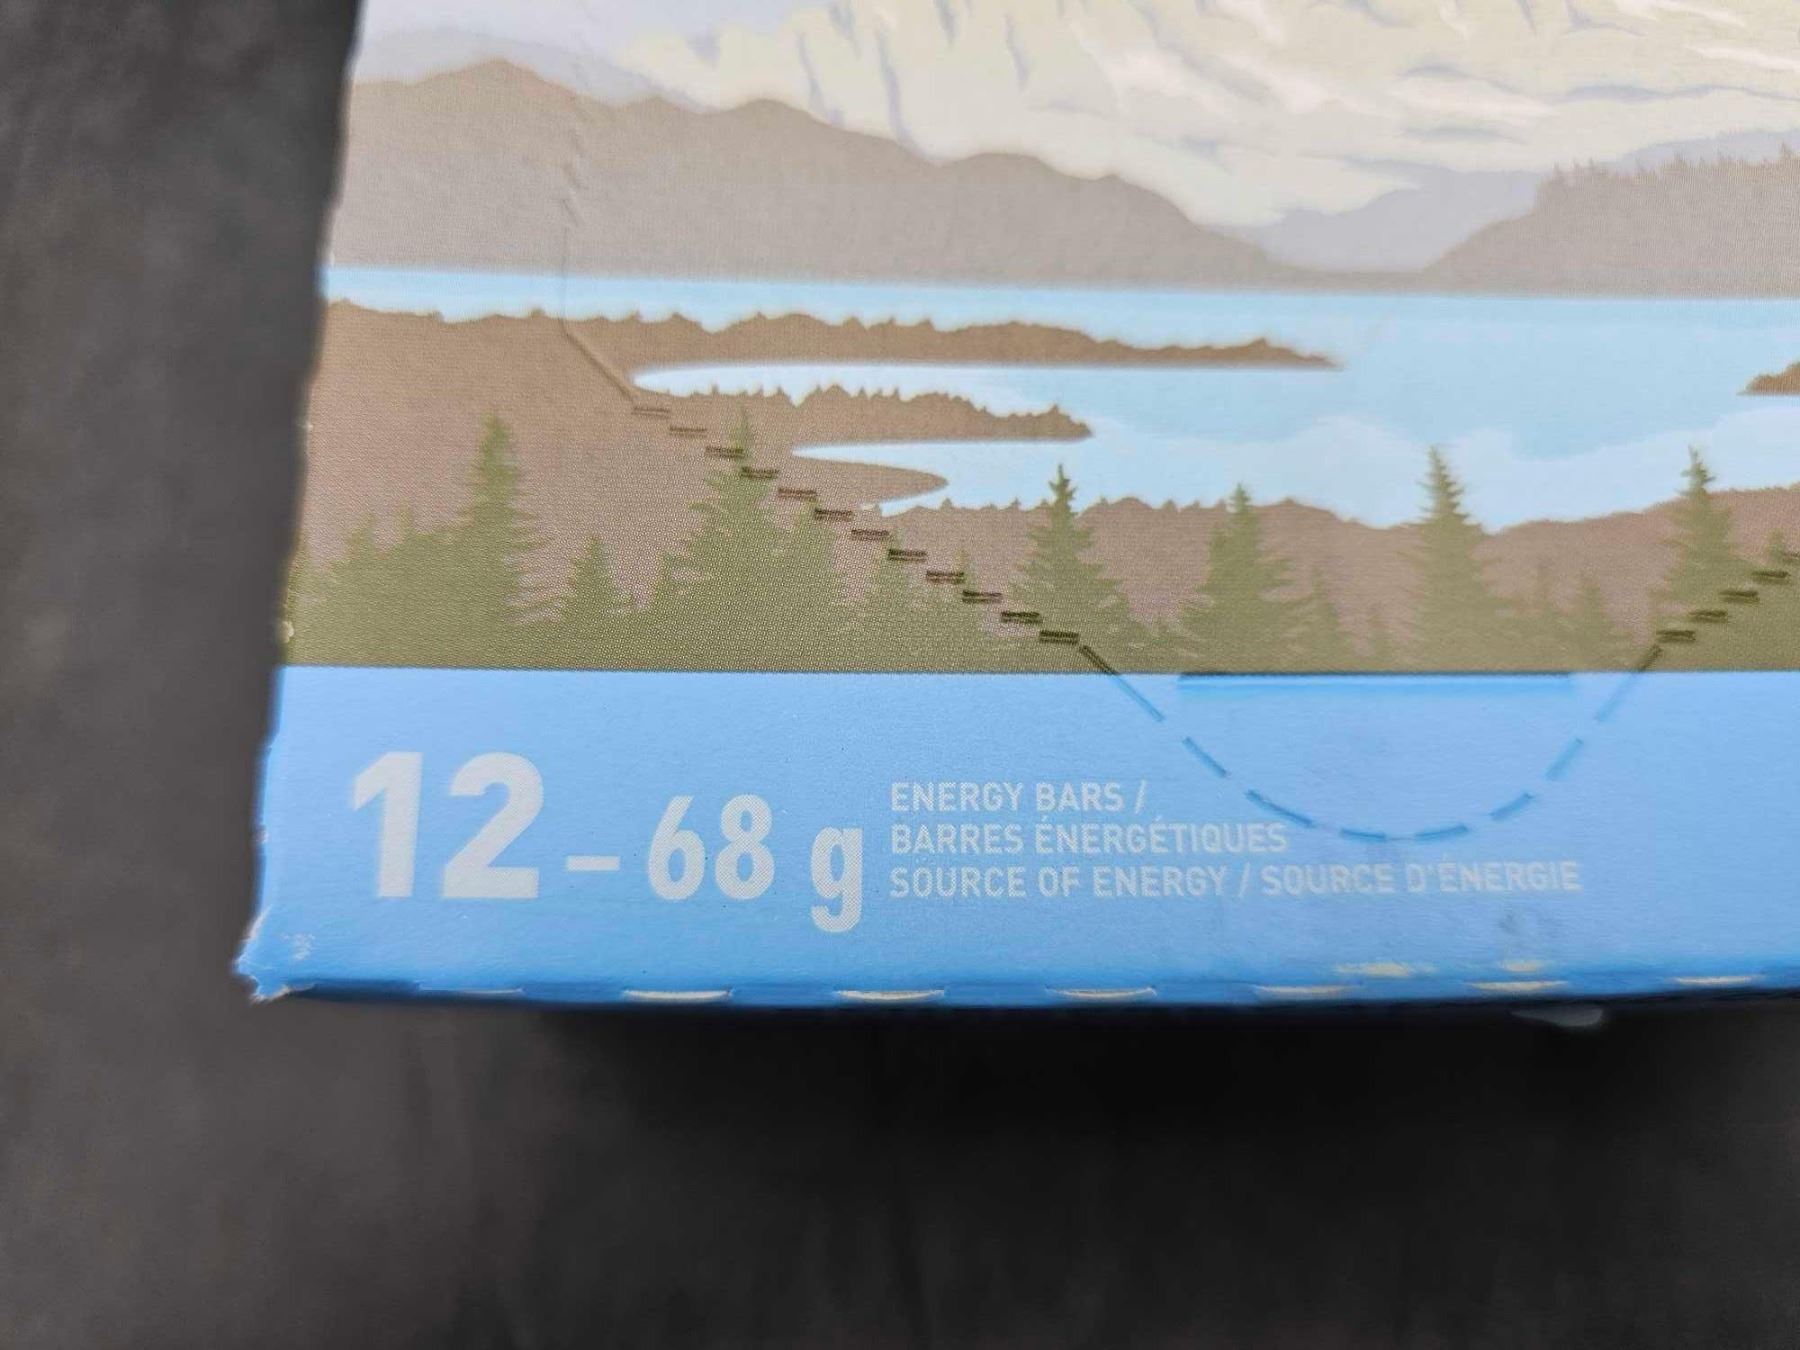 12 – 68 g
ENERGY BARS /
BARRES ÉNERGÉTIQUES
SOURCE OF ENERGY / SOURCE D'ÉNERGIE